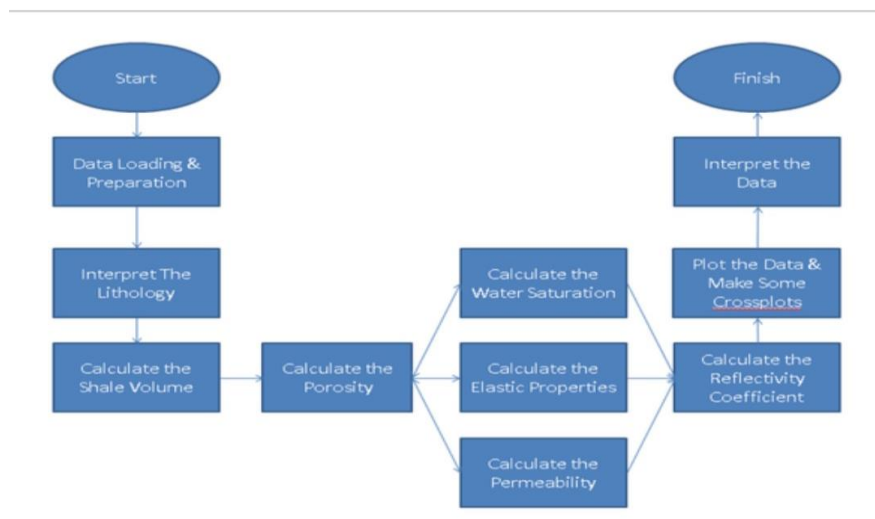 Start
Data Loading &
Preparation
Interpret The
Lithology
Calculate the
Shale Volume
Calculate the
Porosity
Calculate the
Water Saturation
Calculate the
Elastic Properties
Calculate the
Permeability
Calculate the
Reflectivity
Coefficient
Plot the Data &
Make Some
Crossplots
Interpret the
Data
Finish